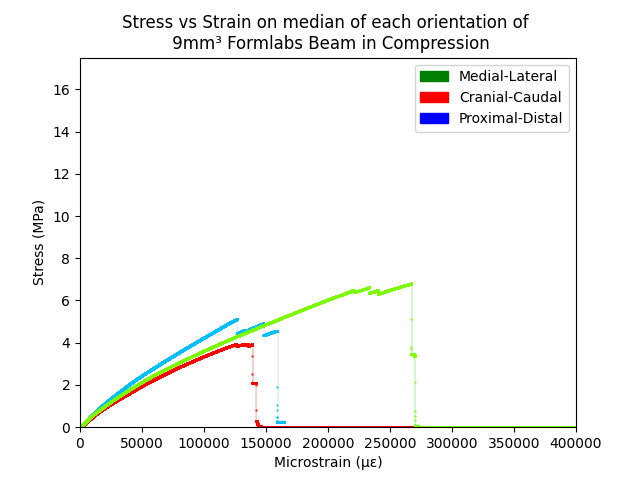 Stress vs Strain on median of each orientation of
9mm³ Formlabs Beam in Compression
Medial-Lateral
Cranial-Caudal
Proximal-Distal
16
14
12
10
8
6
4
2
0
Stress (MPa)
0 50000 100000 150000 200000 250000 300000 350000 400000
Microstrain (με)